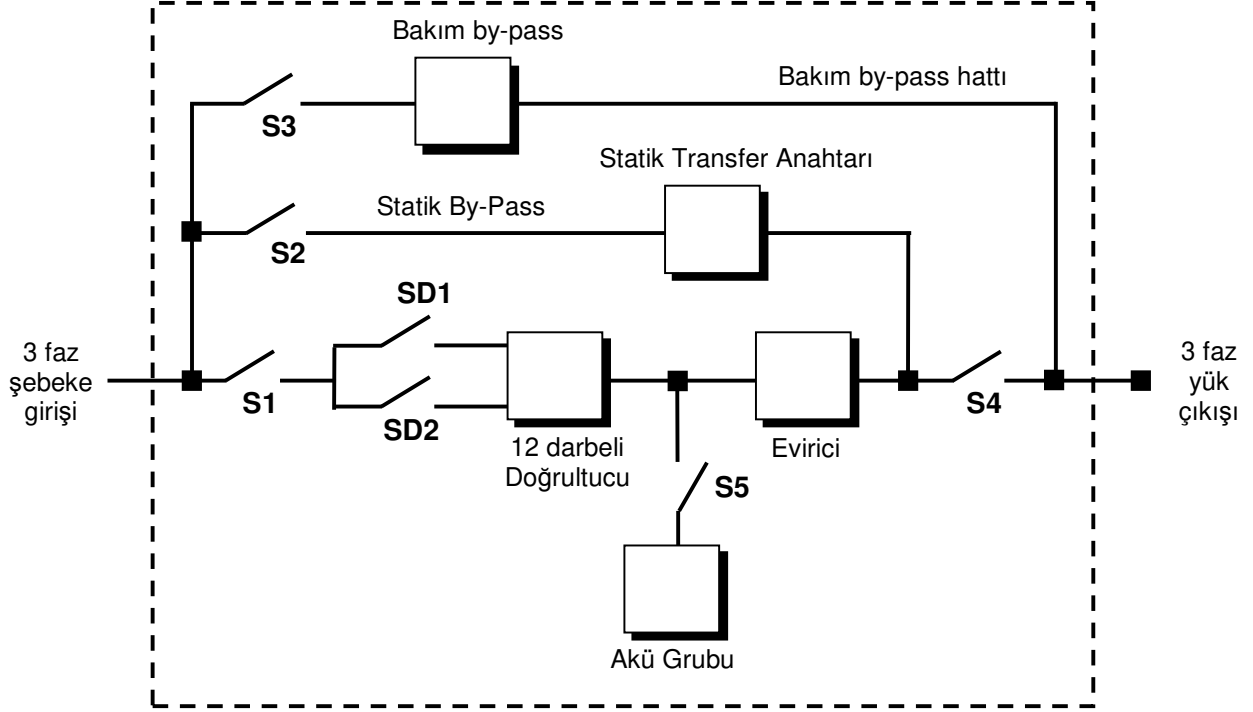 Bakım by-pass
Bakım by-pass hattı
S3
Statik Transfer Anahtarı
Statik By-Pass
S2
SD1
3 faz
şebeke
girişi
S1
SD2
12 darbeli
Doğrultucu
Evirici
S4
3 faz
yük
çıkışı
S5
Akü Grubu